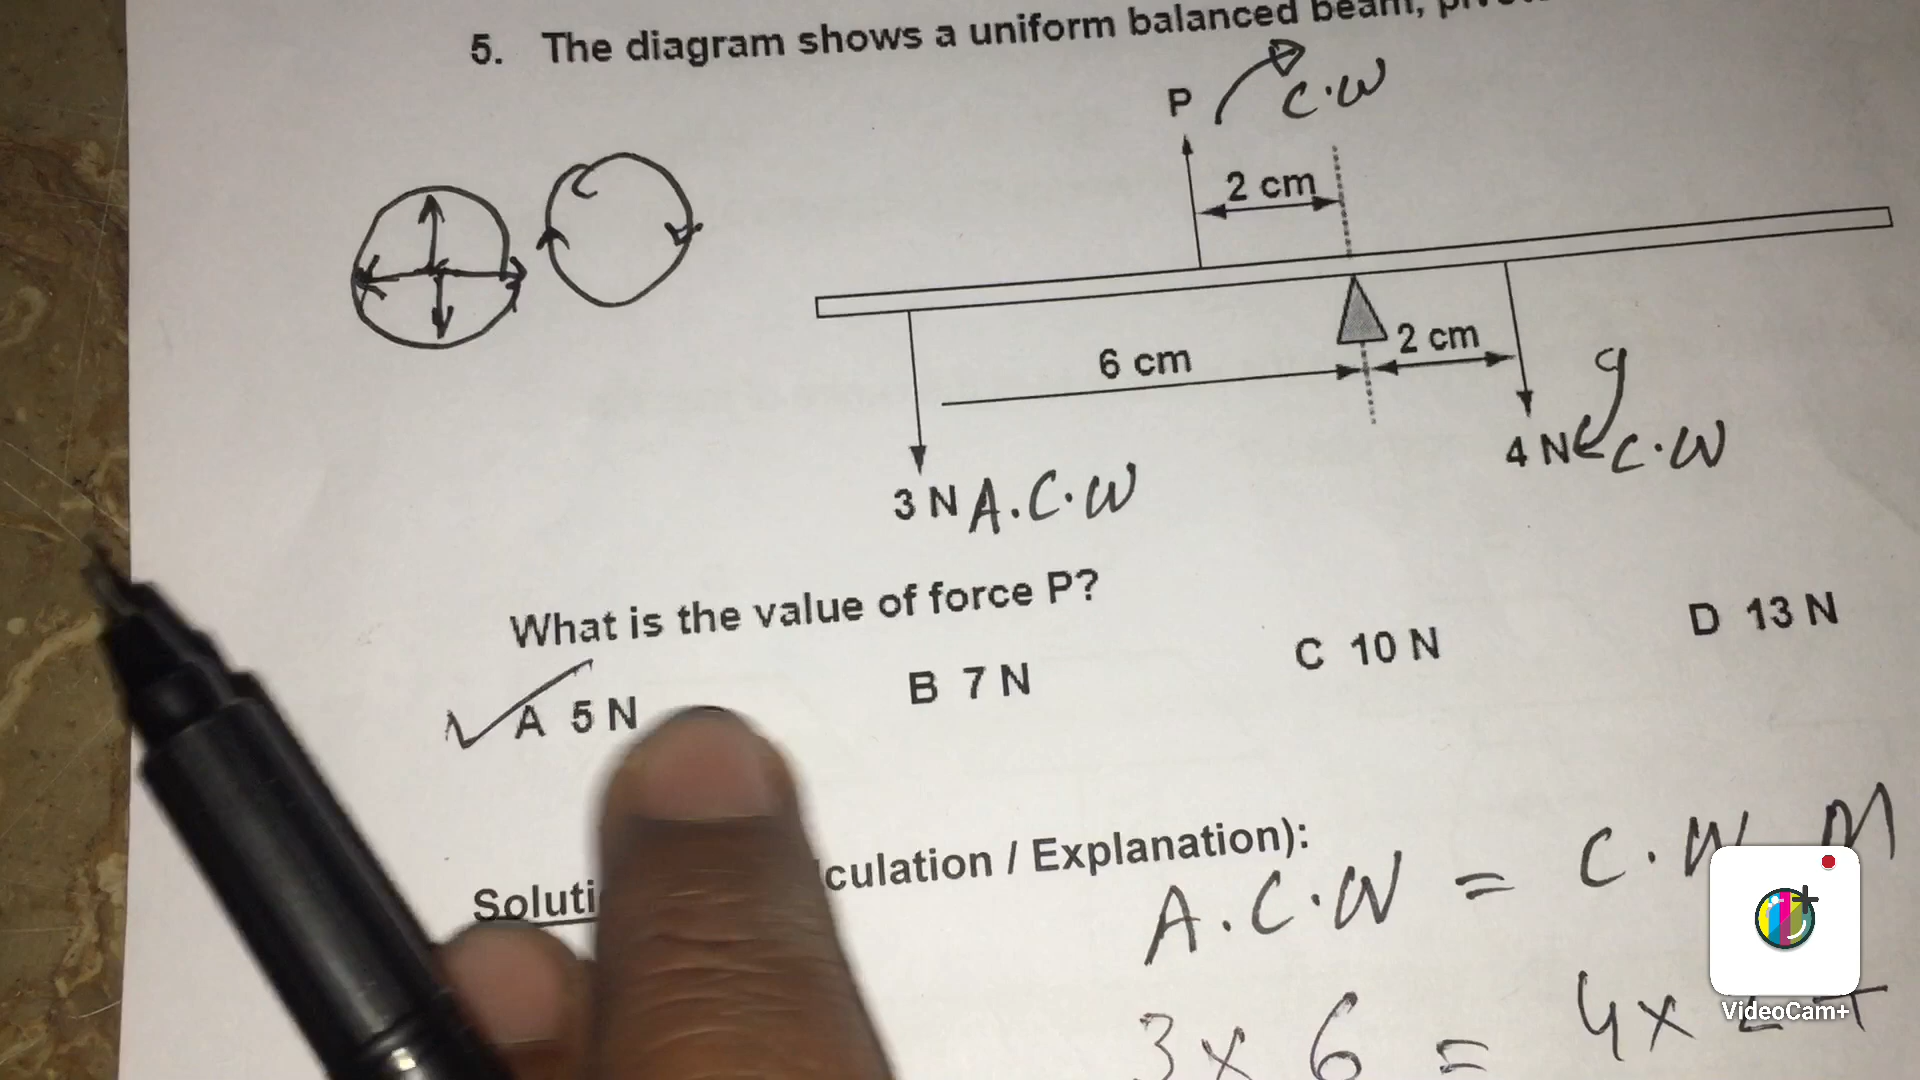 5. The diagram shows a uniform balanced beam,
P C.W
2 cm
6 cm
2 cm
3 N A.C.W
4 N C.W
What is the value of force P?
A 5 N
B 7 N
C 10 N
D 13 N
culation / Explanation):
A.C.W = C.W M
3 x 6 = 4 x
VideoCam+